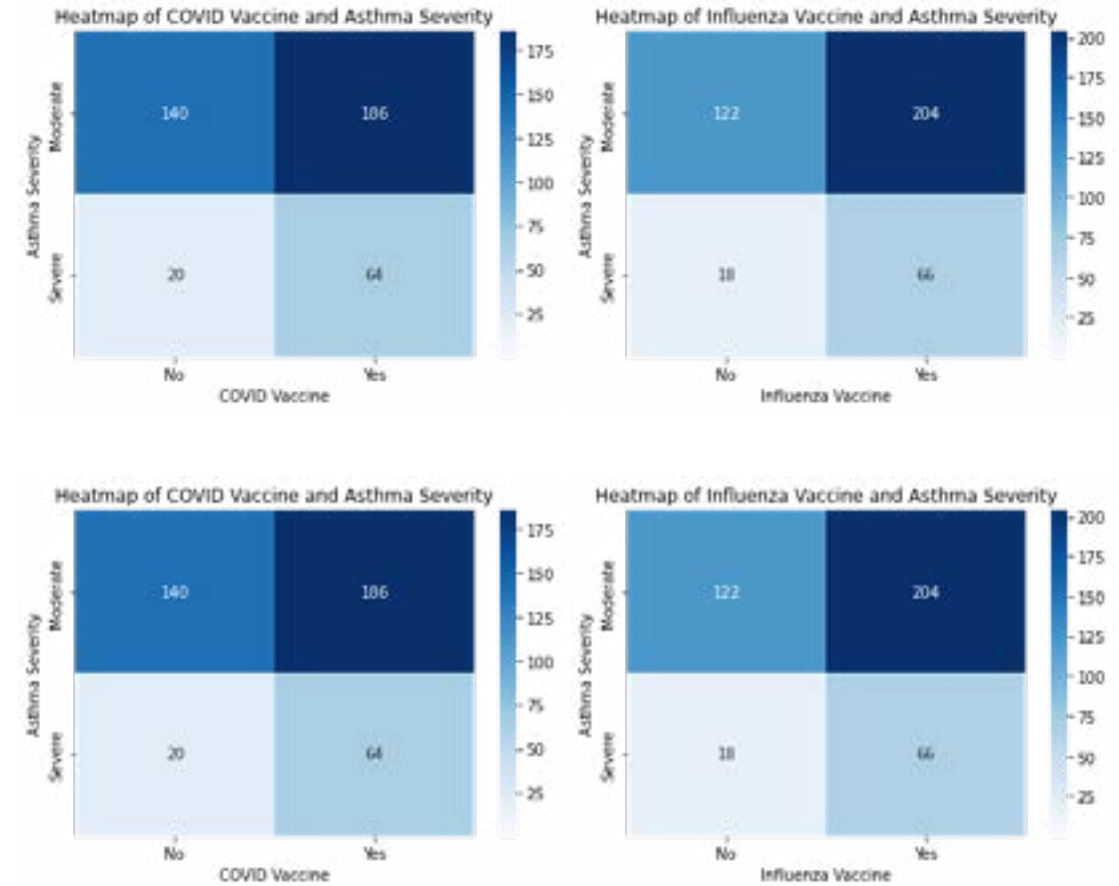 Heatmap of COVID Vaccine and Asthma Severity
Asthma Severity
Moderate
Severe
140
186
20
64
No
Yes
COVID Vaccine
175
150
125
100
75
50
25
Heatmap of Influenza Vaccine and Asthma Severity
Asthma Severity
Moderate
Severe
122
204
18
66
No
Yes
Influenza Vaccine
200
175
150
125
100
75
50
25
Heatmap of COVID Vaccine and Asthma Severity
Asthma Severity
Moderate
Severe
140
186
20
64
No
Yes
COVID Vaccine
175
150
125
100
75
50
25
Heatmap of Influenza Vaccine and Asthma Severity
Asthma Severity
Moderate
Severe
122
204
18
66
No
Yes
Influenza Vaccine
200
175
150
125
100
75
50
25